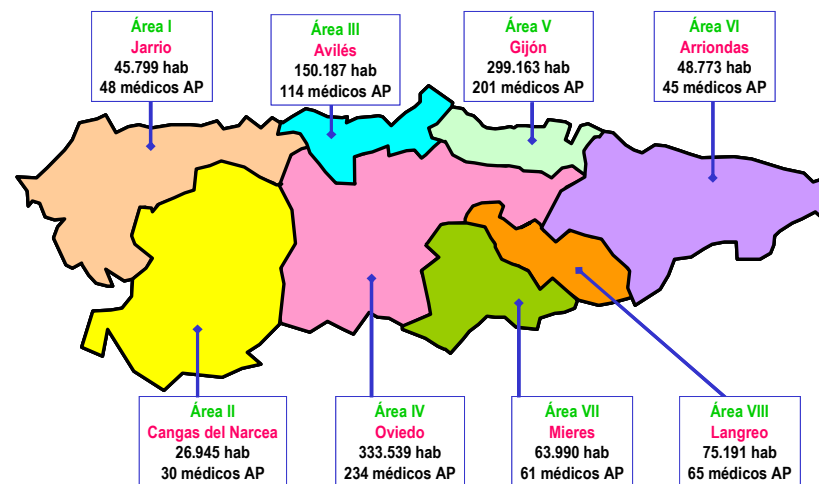 Área I
Jarrio
45.799 hab
48 médicos AP
Área III
Avilés
150.187 hab
114 médicos AP
Área V
Gijón
299.163 hab
201 médicos AP
Área VI
Arriondas
48.773 hab
45 médicos AP
Área II
Cangas del Narcea
26.945 hab
30 médicos AP
Área IV
Oviedo
333.539 hab
234 médicos AP
Área VII
Mieres
63.990 hab
61 médicos AP
Área VIII
Langreo
75.191 hab
65 médicos AP